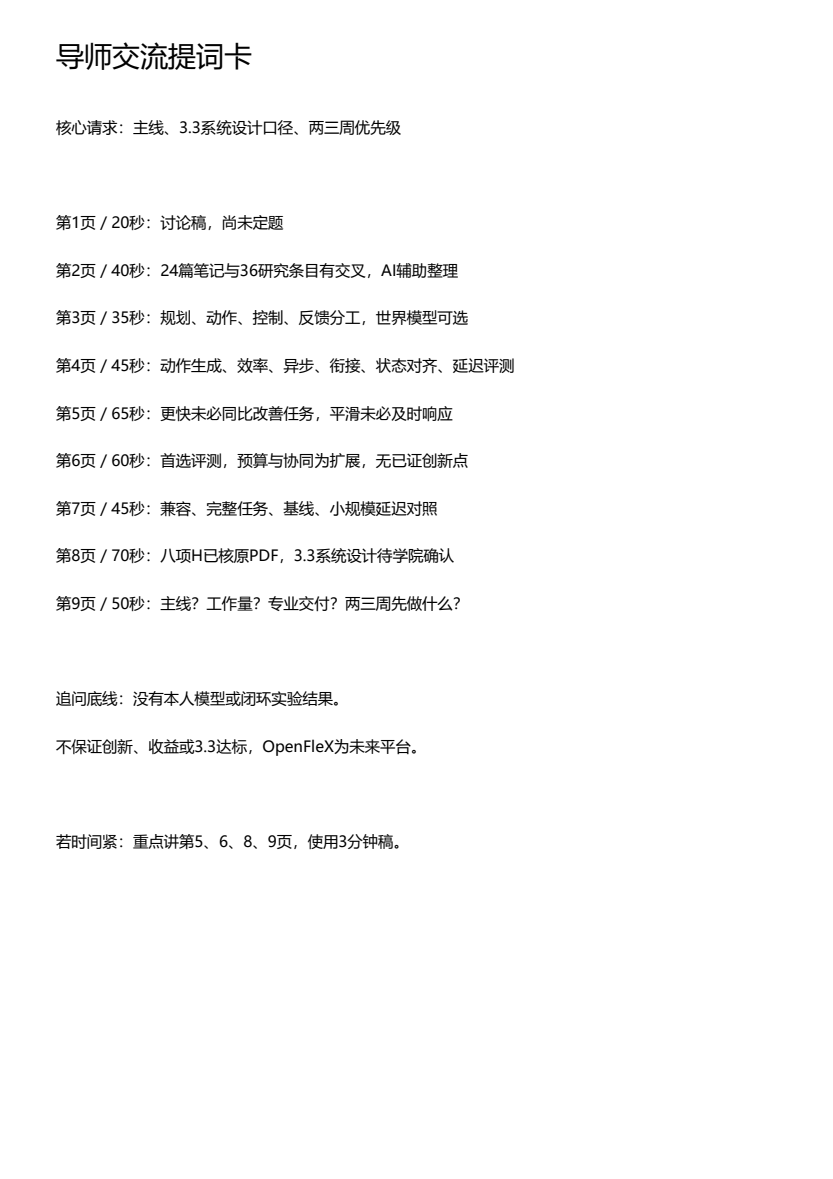 导师交流提词卡
核心请求：主线、3.3系统设计口径、两三周优先级
第1页 / 20秒：讨论稿，尚未定题
第2页 / 40秒：24篇笔记与36研究条目有交叉，AI辅助整理
第3页 / 35秒：规划、动作、控制、反馈分工，世界模型可选
第4页 / 45秒：动作生成、效率、异步、衔接、状态对齐、延迟评测
第5页 / 65秒：更快未必同比改善任务，平滑未必及时响应
第6页 / 60秒：首选评测，预算与协同为扩展，无已证创新点
第7页 / 45秒：兼容、完整任务、基线、小规模延迟对照
第8页 / 70秒：八项H已核原PDF，3.3系统设计待学院确认
第9页 / 50秒：主线？工作量？专业交付？两三周先做什么？
追问底线：没有本人模型或闭环实验结果。
不保证创新、收益或3.3达标，OpenFleX为未来平台。
若时间紧：重点讲第5、6、8、9页，使用3分钟稿。